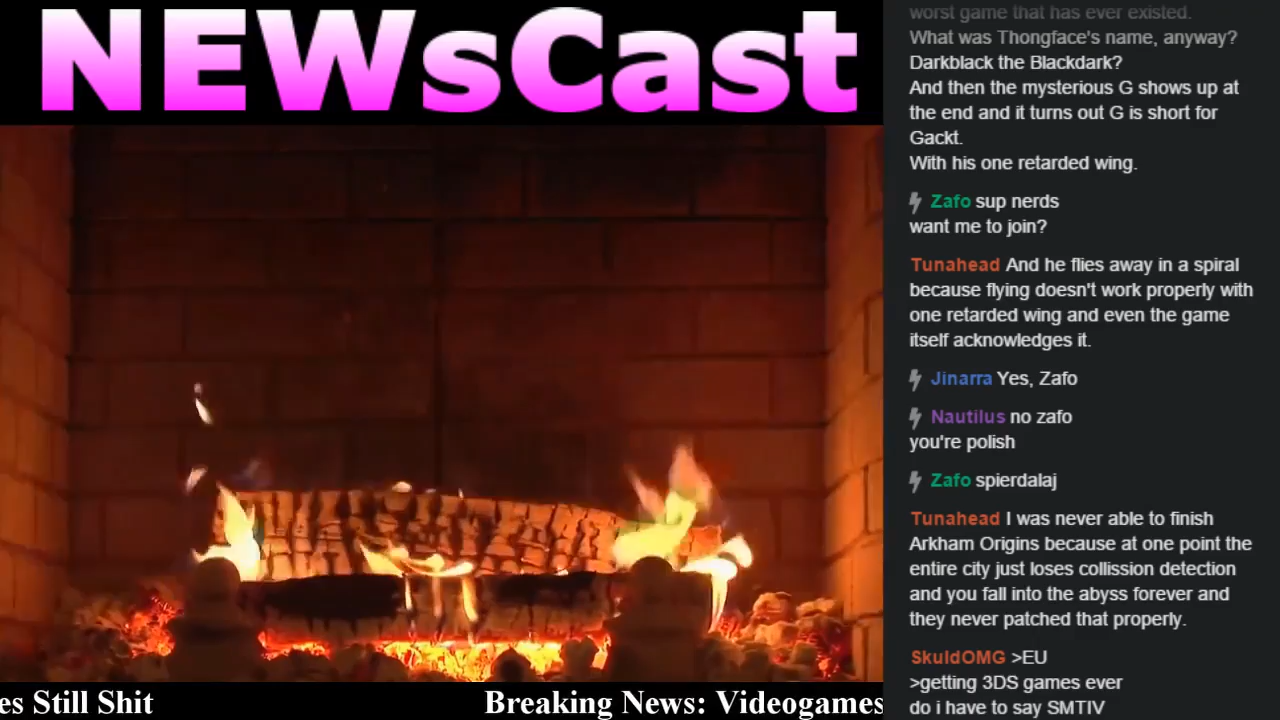 NEWsCast
worst game that has ever existed.
What was Thongface's name, anyway?
Darkblack the Blackdark?
And then the mysterious G shows up at
the end and it turns out G is short for
Gackt.
With his one retarded wing.
Zafo sup nerds
want me to join?
Tunahead And he flies away in a spiral
because flying doesn't work properly with
one retarded wing and even the game
itself acknowledges it.
Jinarra Yes, Zafo
Nautilus no zafo
you're polish
Zafo spierdalaj
Tunahead I was never able to finish
Arkham Origins because at one point the
entire city just loses collission detection
and you fall into the abyss forever and
they never patched that properly.
SkuldOMG >EU
>getting 3DS games ever
do i have to say SMTIV
es Still Shit Breaking News: Videogames